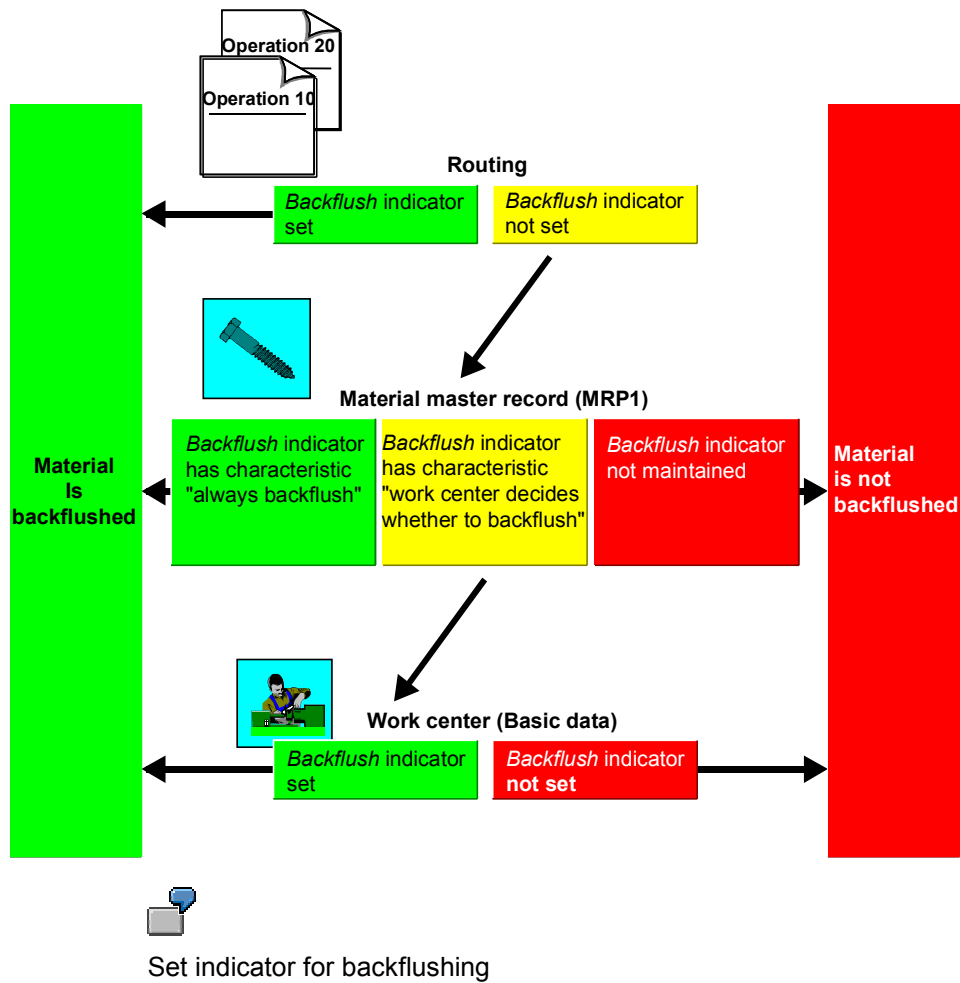 Operation 20
Operation 10
Routing
Backflush indicator
set
Backflush indicator
not set
Material master record (MRP1)
Backflush indicator
has characteristic
"always backflush"
Backflush indicator
has characteristic
"work center decides
whether to backflush"
Backflush indicator
not maintained
Material
Is
backflushed
Material
is not
backflushed
Work center (Basic data)
Backflush indicator
set
Backflush indicator
not set
Set indicator for backflushing